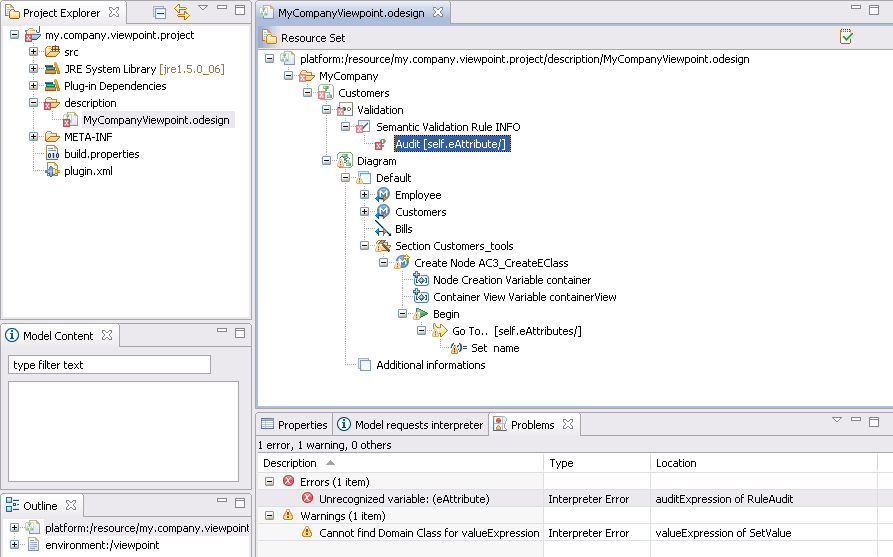 Project Explorer
my.company.viewpoint.project
src
JRE System Library [jre1.5.0_06]
Plug-in Dependencies
description
MyCompanyViewpoint.odesign
META-INF
build.properties
plugin.xml
Model Content
type filter text
Outline
platform:/resource/my.company.viewpoint
environment:/viewpoint
MyCompanyViewpoint.odesign
Resource Set
platform:/resource/my.company.viewpoint.project/description/MyCompanyViewpoint.odesign
MyCompany
Customers
Validation
Semantic Validation Rule INFO
Audit [self.eAttribute/]
Diagram
Default
Employee
Customers
Bills
Section Customers_tools
Create Node AC3_CreateEClass
Node Creation Variable container
Container View Variable containerView
Begin
Go To.. [self.eAttributes/]
Set name
Additional informations
Properties
Model requests interpreter
Problems
1 error, 1 warning, 0 others
Description Type Location
Errors (1 item)
Unrecognized variable: (eAttribute) Interpreter Error auditExpression of RuleAudit
Warnings (1 item)
Cannot find Domain Class for valueExpression Interpreter Error valueExpression of SetValue